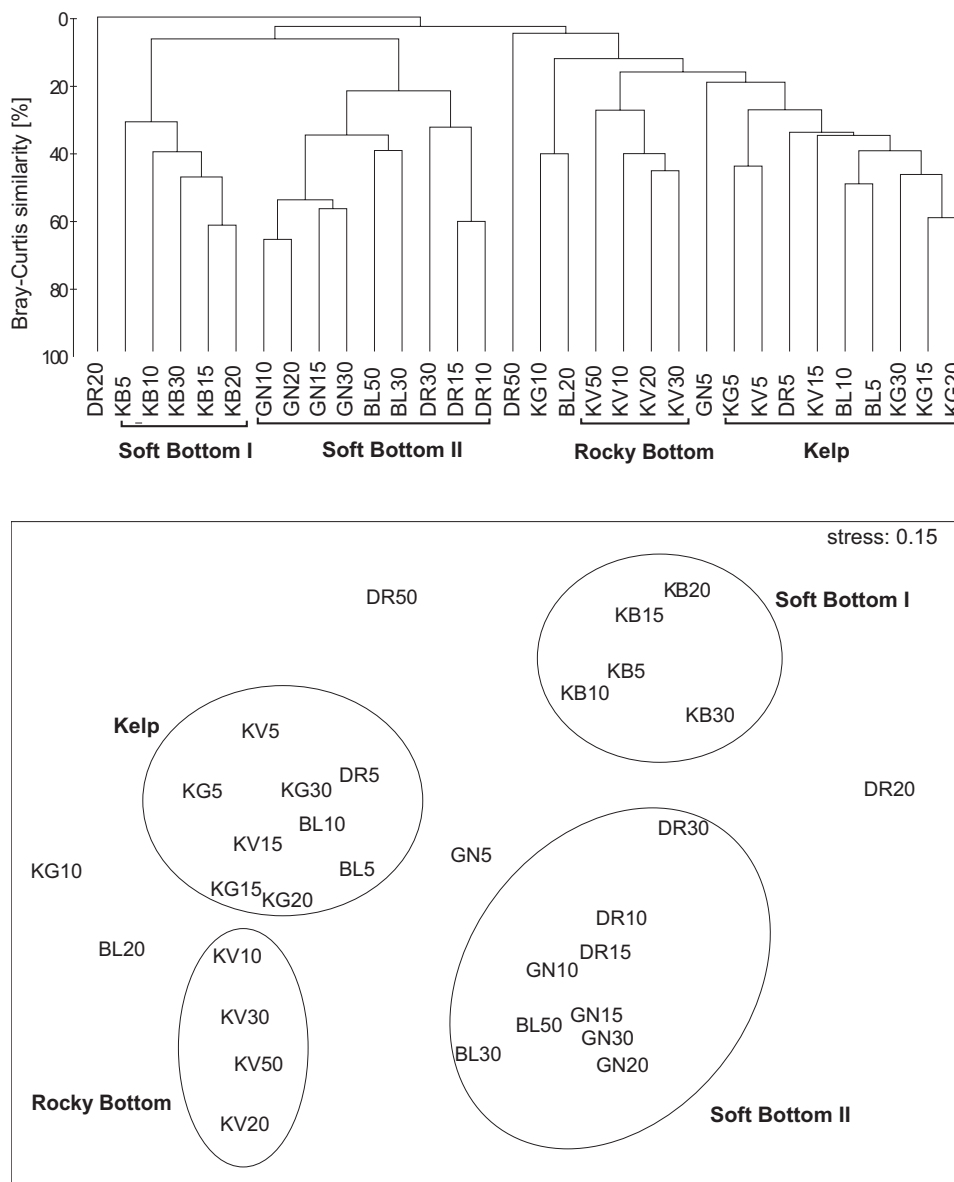 0
20
40
60
80
100
Bray-Curtis similarity [%]
DR20
KB5
KB10
KB30
KB15
KB20
GN10
GN20
GN15
GN30
BL50
BL30
DR30
DR15
DR10
DR50
KG10
BL20
KV50
KV10
KV20
KV30
GN5
KG5
KV5
DR5
KV15
BL10
BL5
KG30
KG15
KG20
Soft Bottom I
Soft Bottom II
Rocky Bottom
Kelp
stress: 0.15
DR50
KB20
Soft Bottom I
KB15
KB5
KB10
KB30
Kelp
KV5
DR5
KG5
KG30
DR20
BL10
DR30
KV15
GN5
BL5
KG10
KG15
KG20
DR10
BL20
KV10
DR15
GN10
KV30
GN15
BL50
GN30
BL30
KV50
GN20
Rocky Bottom
KV20
Soft Bottom II